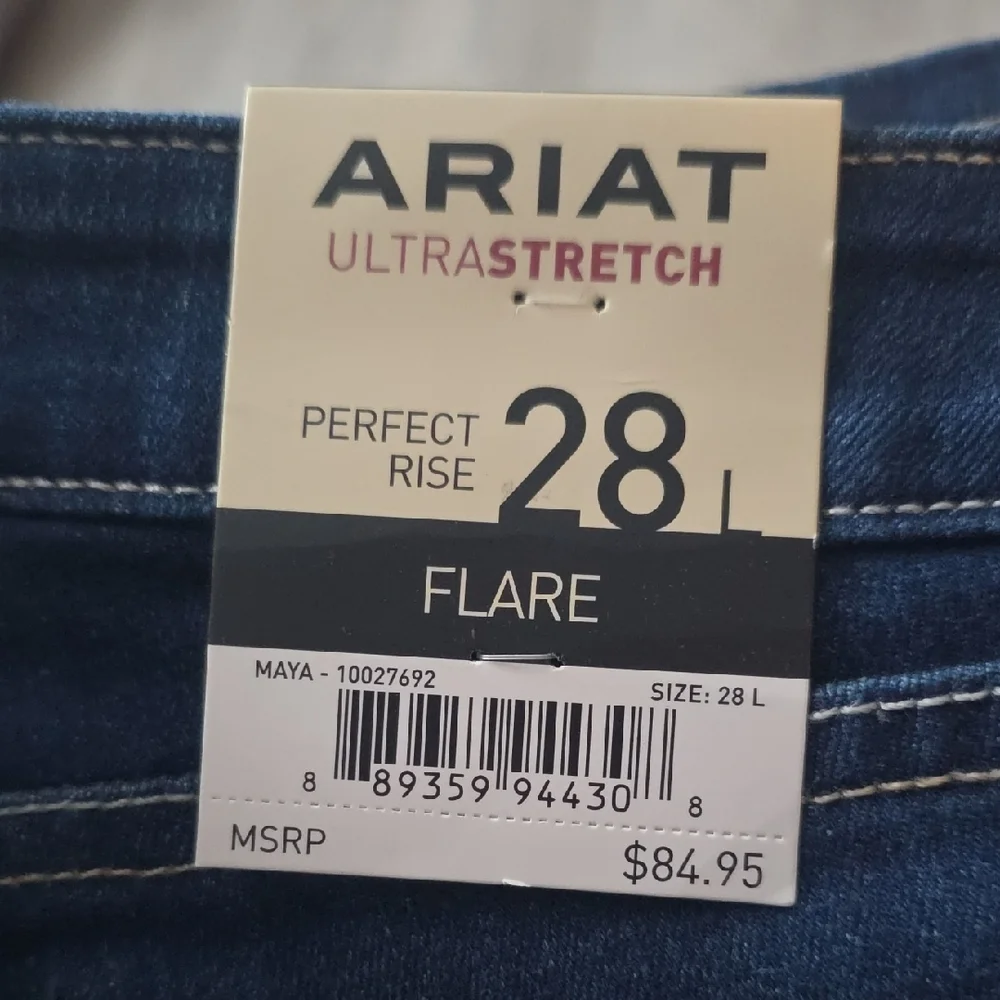 ARIAT
ULTRASTRETCH
PERFECT
RISE
28 L
FLARE
MAYA - 10027692
SIZE: 28 L
8 89359 94430 8
MSRP
$84.95